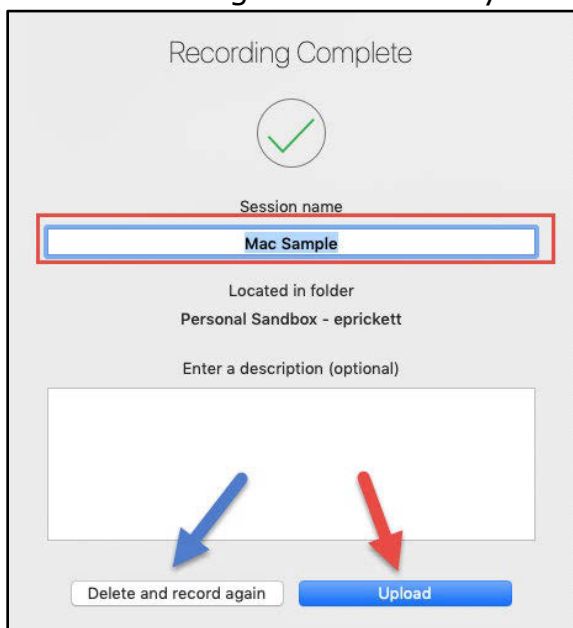 Recording Complete
Session name
Mac Sample
Located in folder
Personal Sandbox - eprickett
Enter a description (optional)
Delete and record again
Upload